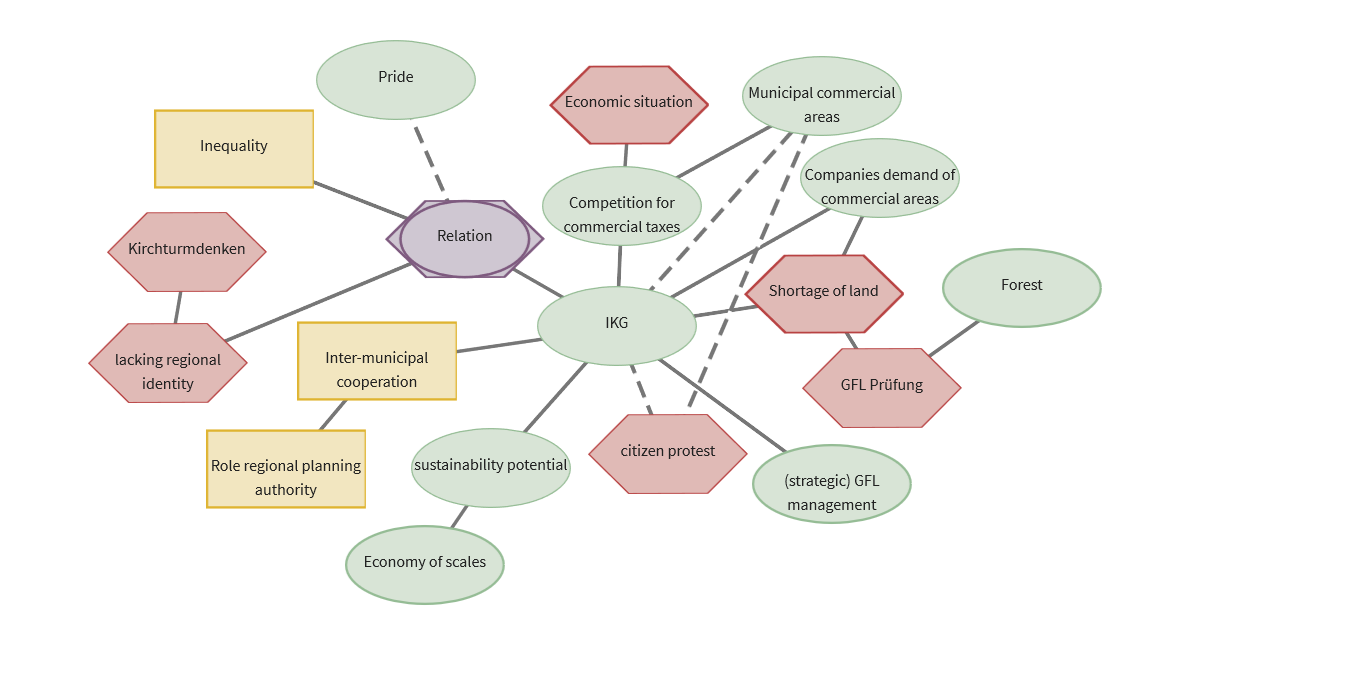 Pride
Economic situation
Municipal commercial
areas
Inequality
Companies demand of
commercial areas
Competition for
commercial taxes
Relation
Kirchturmdenken
Shortage of land
Forest
IKG
lacking regional
identity
Inter-municipal
cooperation
GFL Prüfung
citizen protest
Role regional planning
authority
sustainability potential
(strategic) GFL
management
Economy of scales